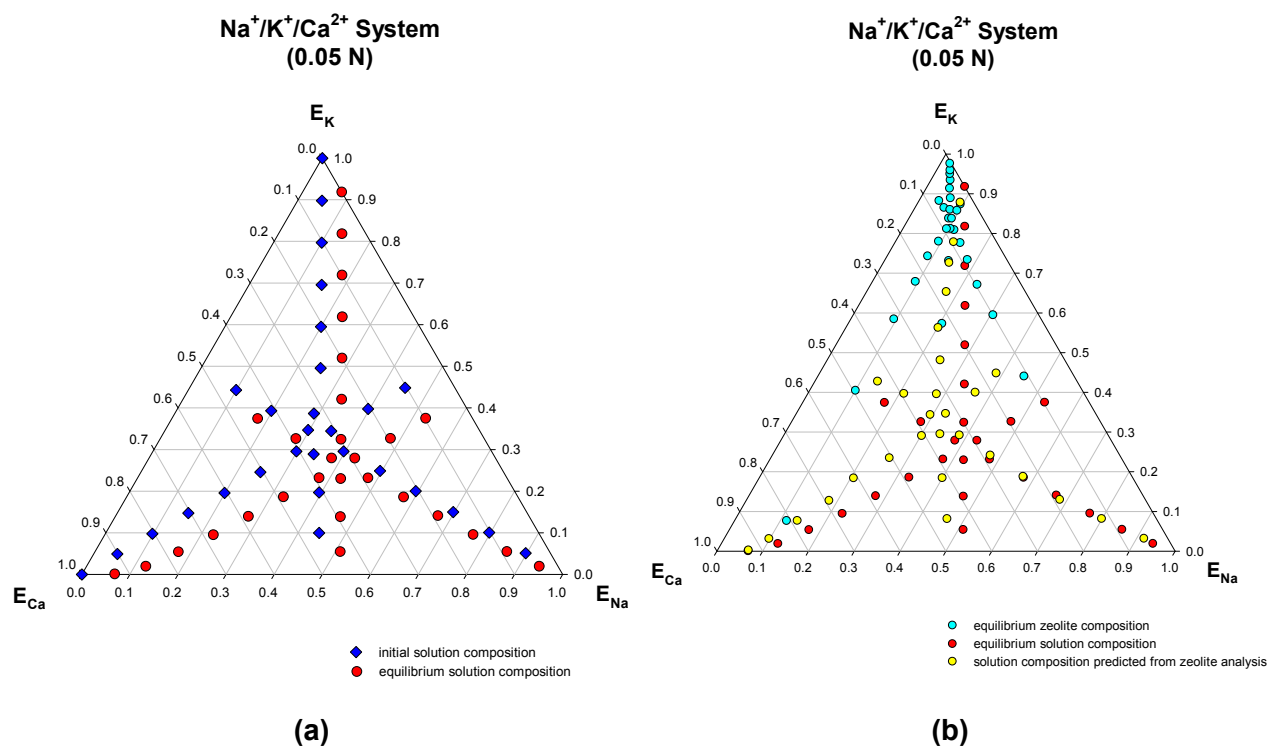 Na+/K+/Ca2+ System
(0.05 N)
E_K
0.0 1.0
0.1 0.9
0.2 0.8
0.3 0.7
0.4 0.6
0.5 0.5
0.6 0.4
0.7 0.3
0.8 0.2
0.9 0.1
1.0 0.0
E_Ca 0.0 0.1 0.2 0.3 0.4 0.5 0.6 0.7 0.8 0.9 1.0 E_Na
initial solution composition
equilibrium solution composition
(a)
Na+/K+/Ca2+ System
(0.05 N)
E_K
0.0 1.0
0.1 0.9
0.2 0.8
0.3 0.7
0.4 0.6
0.5 0.5
0.6 0.4
0.7 0.3
0.8 0.2
0.9 0.1
1.0 0.0
E_Ca 0.0 0.1 0.2 0.3 0.4 0.5 0.6 0.7 0.8 0.9 1.0 E_Na
equilibrium zeolite composition
equilibrium solution composition
solution composition predicted from zeolite analysis
(b)